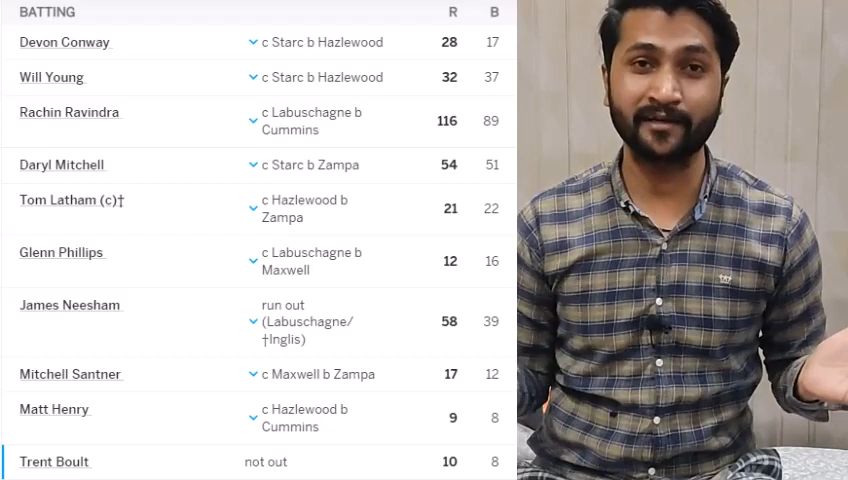 BATTING R B
Devon Conway c Starc b Hazlewood 28 17
Will Young c Starc b Hazlewood 32 37
Rachin Ravindra c Labuschagne b Cummins 116 89
Daryl Mitchell c Starc b Zampa 54 51
Tom Latham (c)† c Hazlewood b Zampa 21 22
Glenn Phillips c Labuschagne b Maxwell 12 16
James Neesham run out (Labuschagne/ †Inglis) 58 39
Mitchell Santner c Maxwell b Zampa 17 12
Matt Henry c Hazlewood b Cummins 9 8
Trent Boult not out 10 8